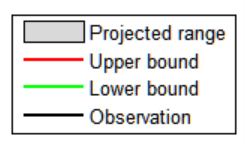 Projected range
Upper bound
Lower bound
Observation